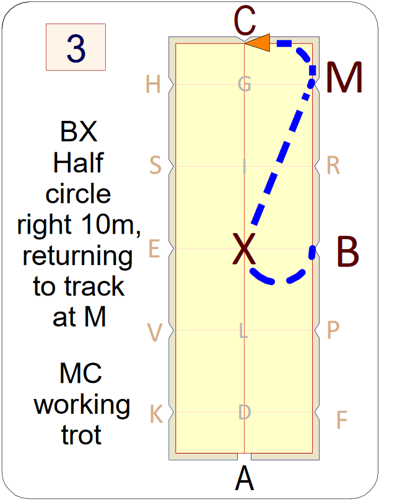 3
C
H
G
M
BX
Half
circle
right 10m,
returning
to track
at M
S
I
R
E
X
B
V
L
P
MC
working
trot
K
D
F
A